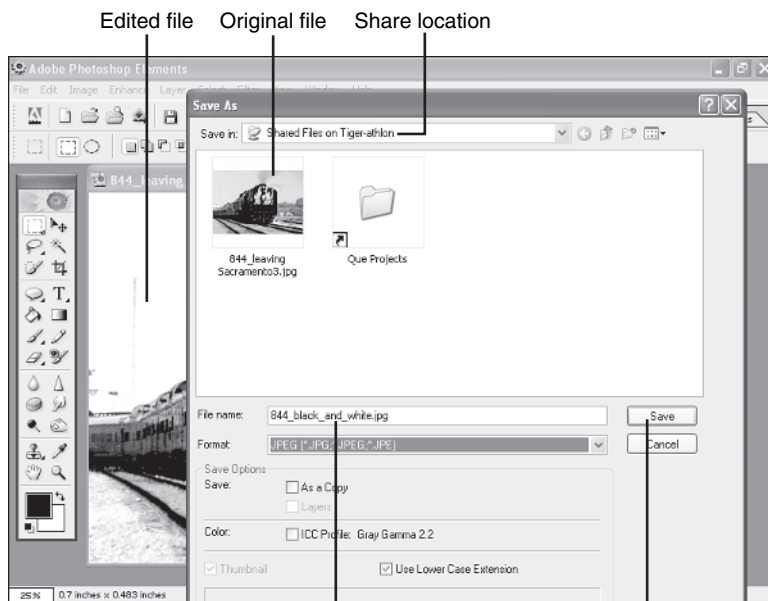 Edited file Original file Share location
Adobe Photoshop Elements
File Edit Image Enhance Layer Select Filter View Window Help
Save As
Save in: Shared Files on Tiger-athlon
844_leaving
844_leaving
Sacramento3.jpg
Que Projects
File name: 844_black_and_white.jpg Save
Format: JPEG (*.JPG;*.JPEG;*.JPE) Cancel
Save Options
Save: As a Copy
Layers
Color: ICC Profile: Gray Gamma 2.2
Thumbnail Use Lower Case Extension
25% 0.7 inches x 0.483 inches